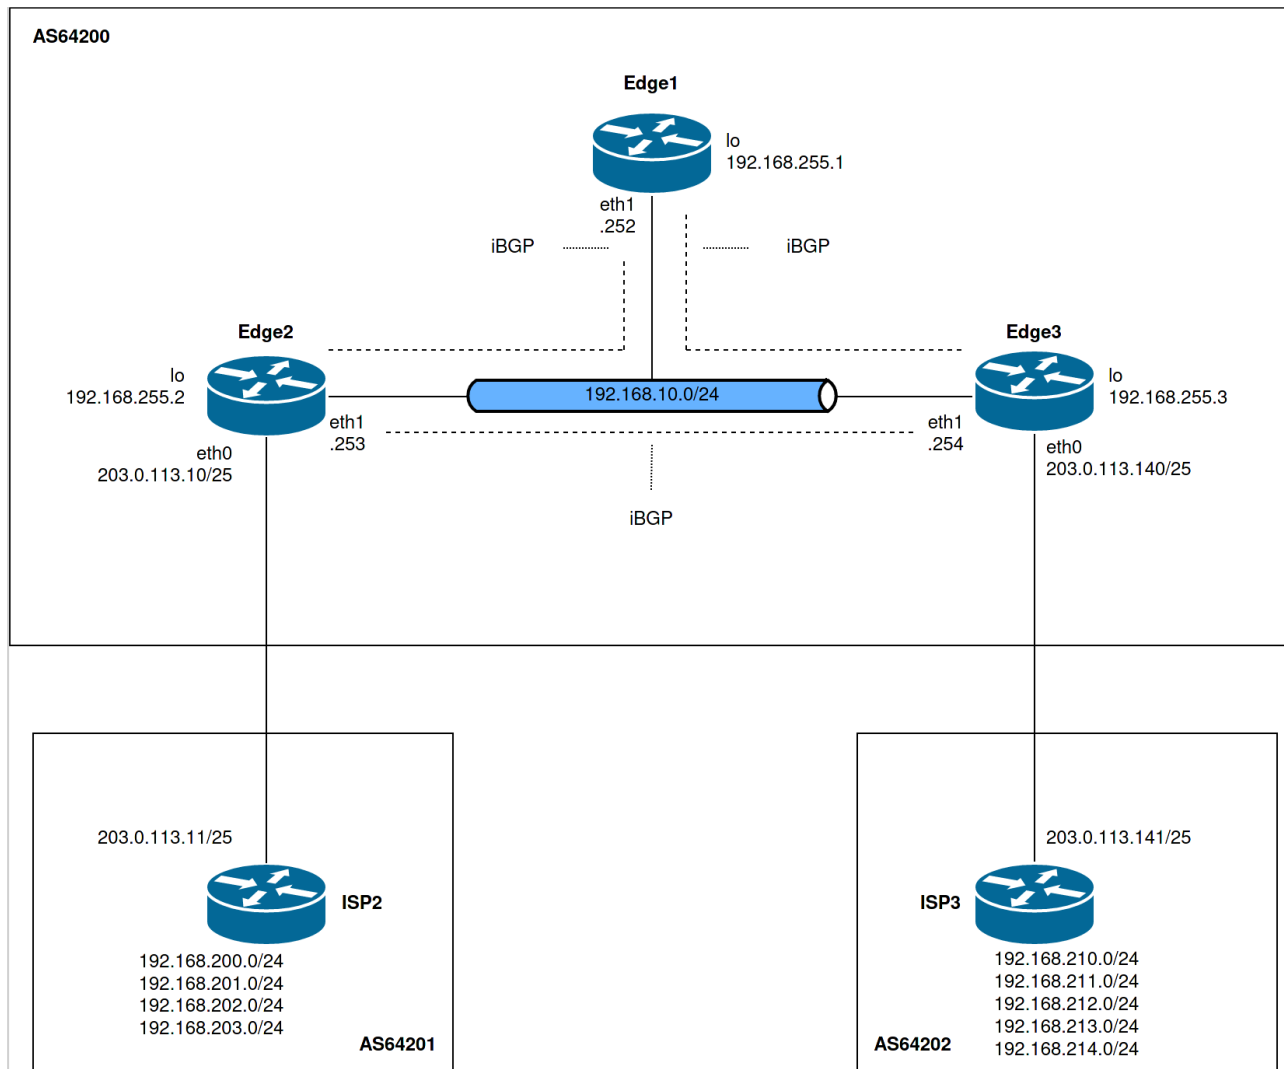 AS64200
Edge1
lo
192.168.255.1
eth1
.252
iBGP
iBGP
Edge2
Edge3
lo
192.168.255.2
lo
192.168.255.3
192.168.10.0/24
eth1
.253
eth1
.254
eth0
203.0.113.10/25
eth0
203.0.113.140/25
iBGP
203.0.113.11/25
203.0.113.141/25
ISP2
ISP3
192.168.200.0/24
192.168.201.0/24
192.168.202.0/24
192.168.203.0/24
AS64201
192.168.210.0/24
192.168.211.0/24
192.168.212.0/24
192.168.213.0/24
192.168.214.0/24
AS64202